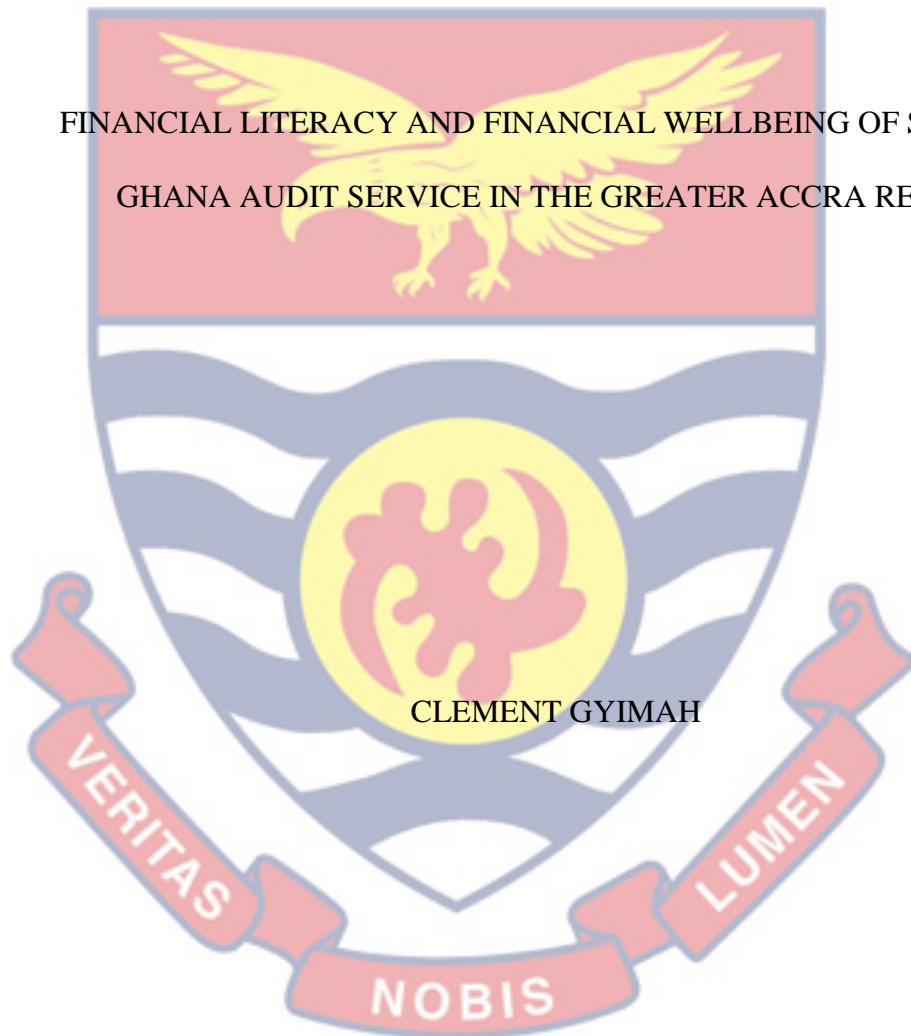 FINANCIAL LITERACY AND FINANCIAL WELLBEING OF
GHANA AUDIT SERVICE IN THE GREATER ACCRA
CLEMENT GYIMAH
VERITAS
NOBIS
LUMEN